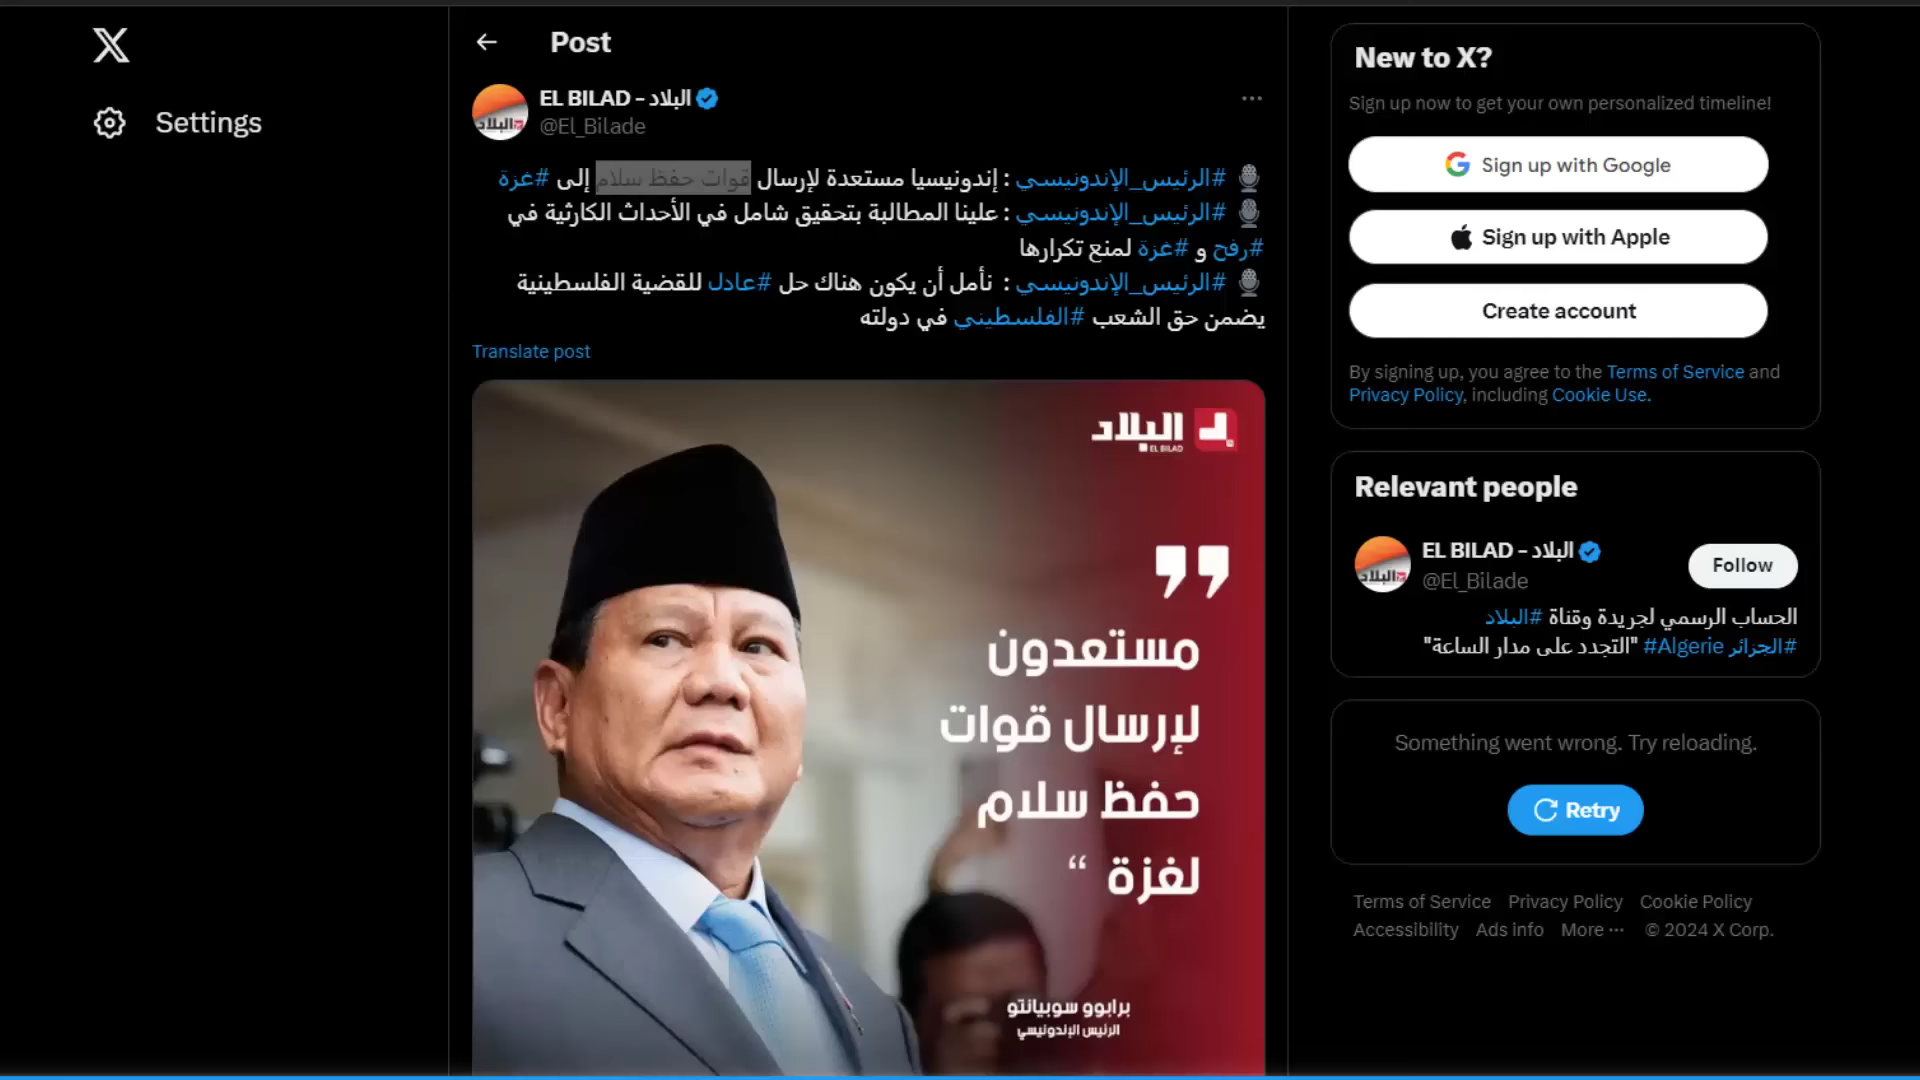 Settings
Post
EL BILAD - البلاد
@El_Bilade
#الرئيس_الإندونيسي : إندونيسيا مستعدة لإرسال قوات حفظ سلام إلى #غزة
#الرئيس_الإندونيسي : علينا المطالبة بتحقيق شامل في الأحداث الكارثية في
#رفح و #غزة لمنع تكرارها
#الرئيس_الإندونيسي : نأمل أن يكون هناك حل #عادل للقضية الفلسطينية
يضمن حق الشعب #الفلسطيني في دولته
Translate post
البلاد
EL BILAD
”
مستعدون
لإرسال قوات
حفظ سلام
لغزة “
برابوو سوبيانتو
الرئيس الإندونيسي
New to X?
Sign up now to get your own personalized timeline!
Sign up with Google
Sign up with Apple
Create account
By signing up, you agree to the Terms of Service and
Privacy Policy, including Cookie Use.
Relevant people
EL BILAD - البلاد
@El_Bilade
Follow
الحساب الرسمي لجريدة وقناة #البلاد
#الجزائر #Algerie "التجدد على مدار الساعة"
Something went wrong. Try reloading.
Retry
Terms of Service Privacy Policy Cookie Policy
Accessibility Ads info More ··· © 2024 X Corp.